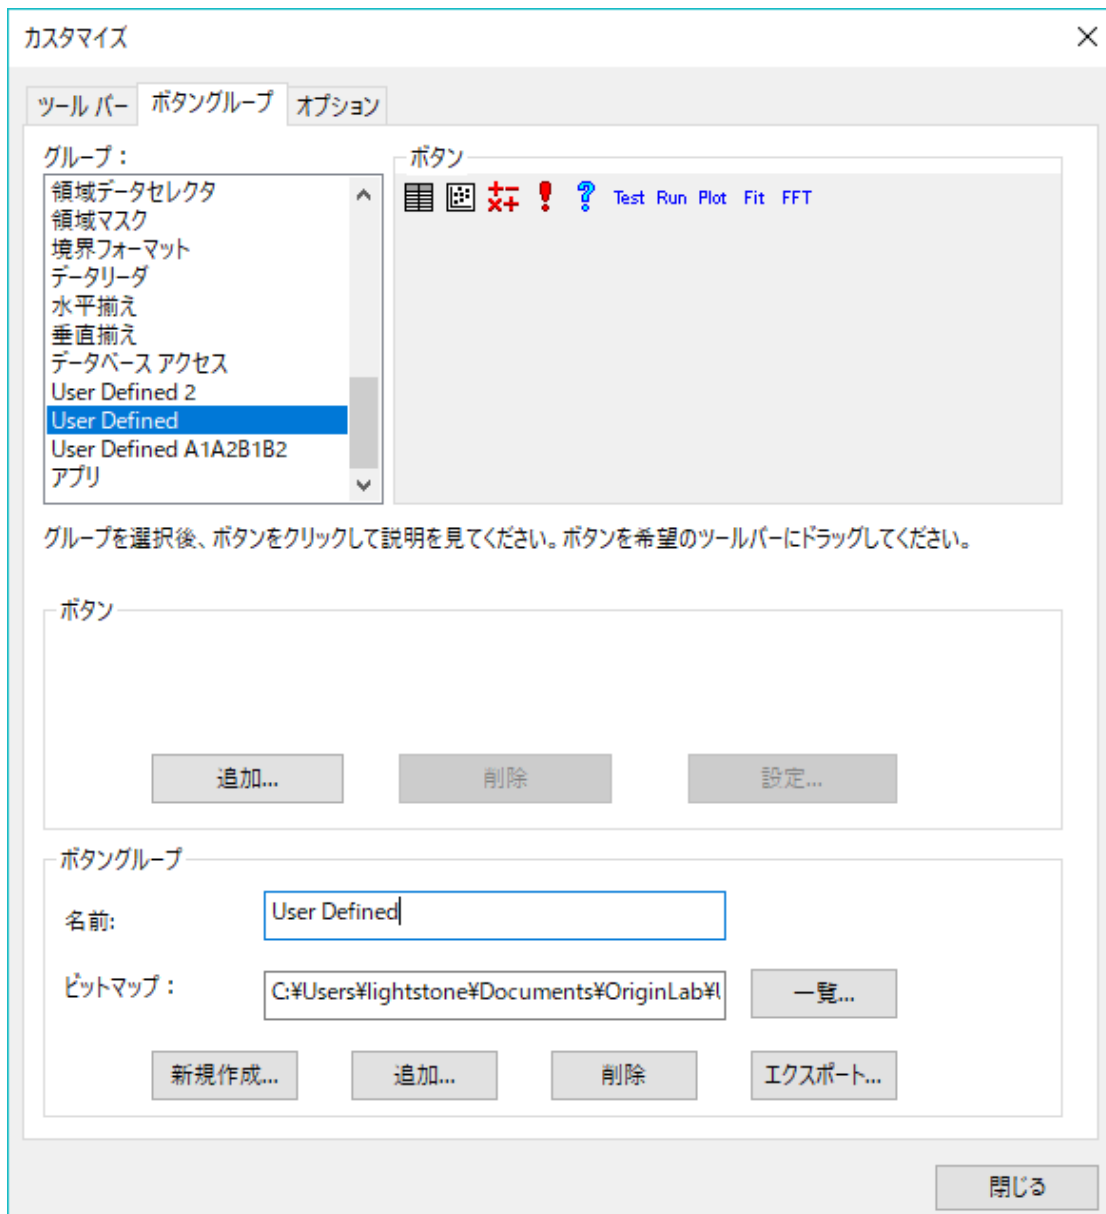 カスタマイズ
ツール バー ボタングループ オプション
グループ：
領域データセレクタ
領域マスク
境界フォーマット
データリーダ
水平揃え
垂直揃え
データベース アクセス
User Defined 2
User Defined
User Defined A1A2B1B2
アプリ
ボタン
Test Run Plot Fit FFT
グループを選択後、ボタンをクリックして説明を見てください。ボタンを希望のツールバーにドラッグしてください。
ボタン
追加... 削除 設定...
ボタングループ
名前: User Defined
ビットマップ： C:¥Users¥lightstone¥Documents¥OriginLab¥ 一覧...
新規作成... 追加... 削除 エクスポート...
閉じる